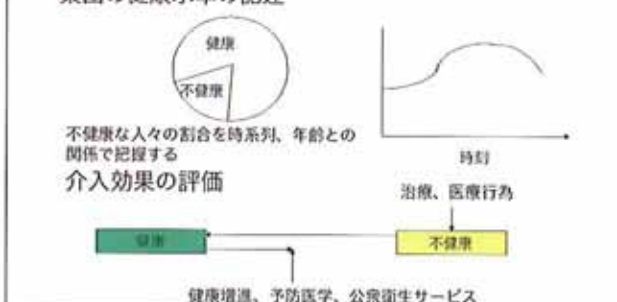 健康
不健康
不健康な人々の割合を時系列、年齢との
関係で把握する
時刻
介入効果の評価
治療、医療行為
健康
不健康
健康増進、予防医学、公衆衛生サービス